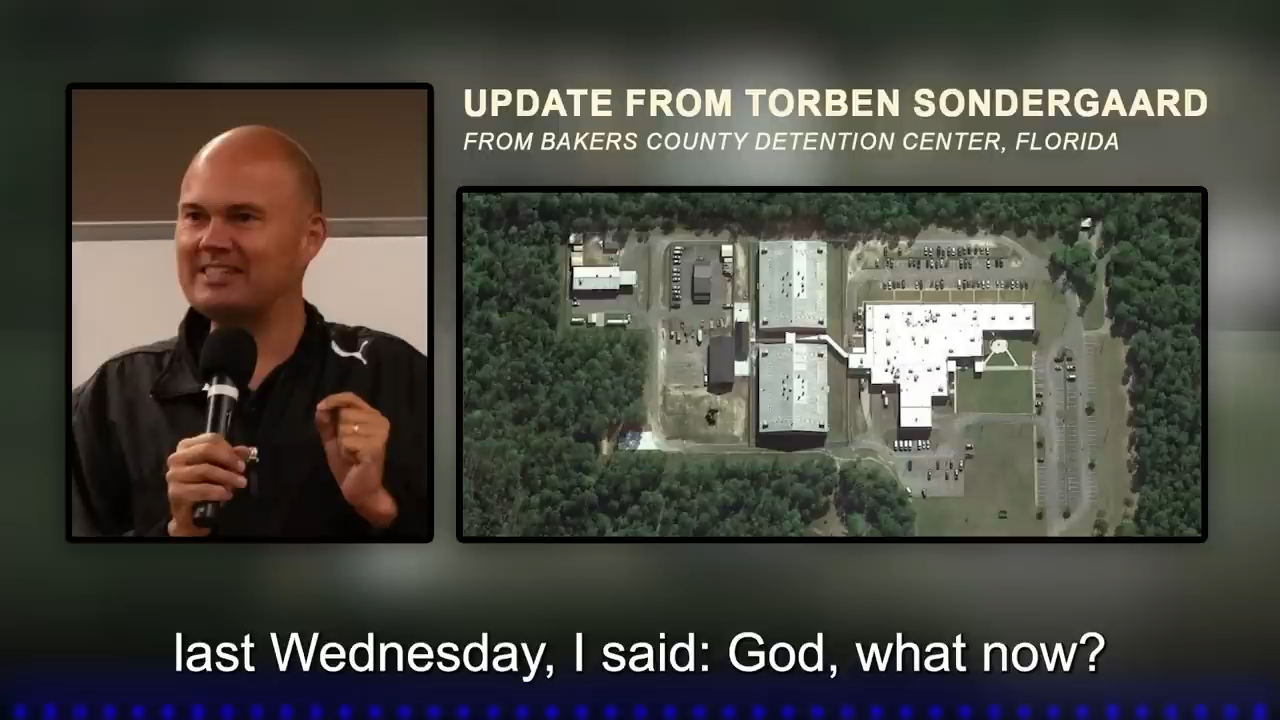 UPDATE FROM TORBEN SONDERGAARD
FROM BAKERS COUNTY DETENTION CENTER, FLORIDA
last Wednesday, I said: God, what now?